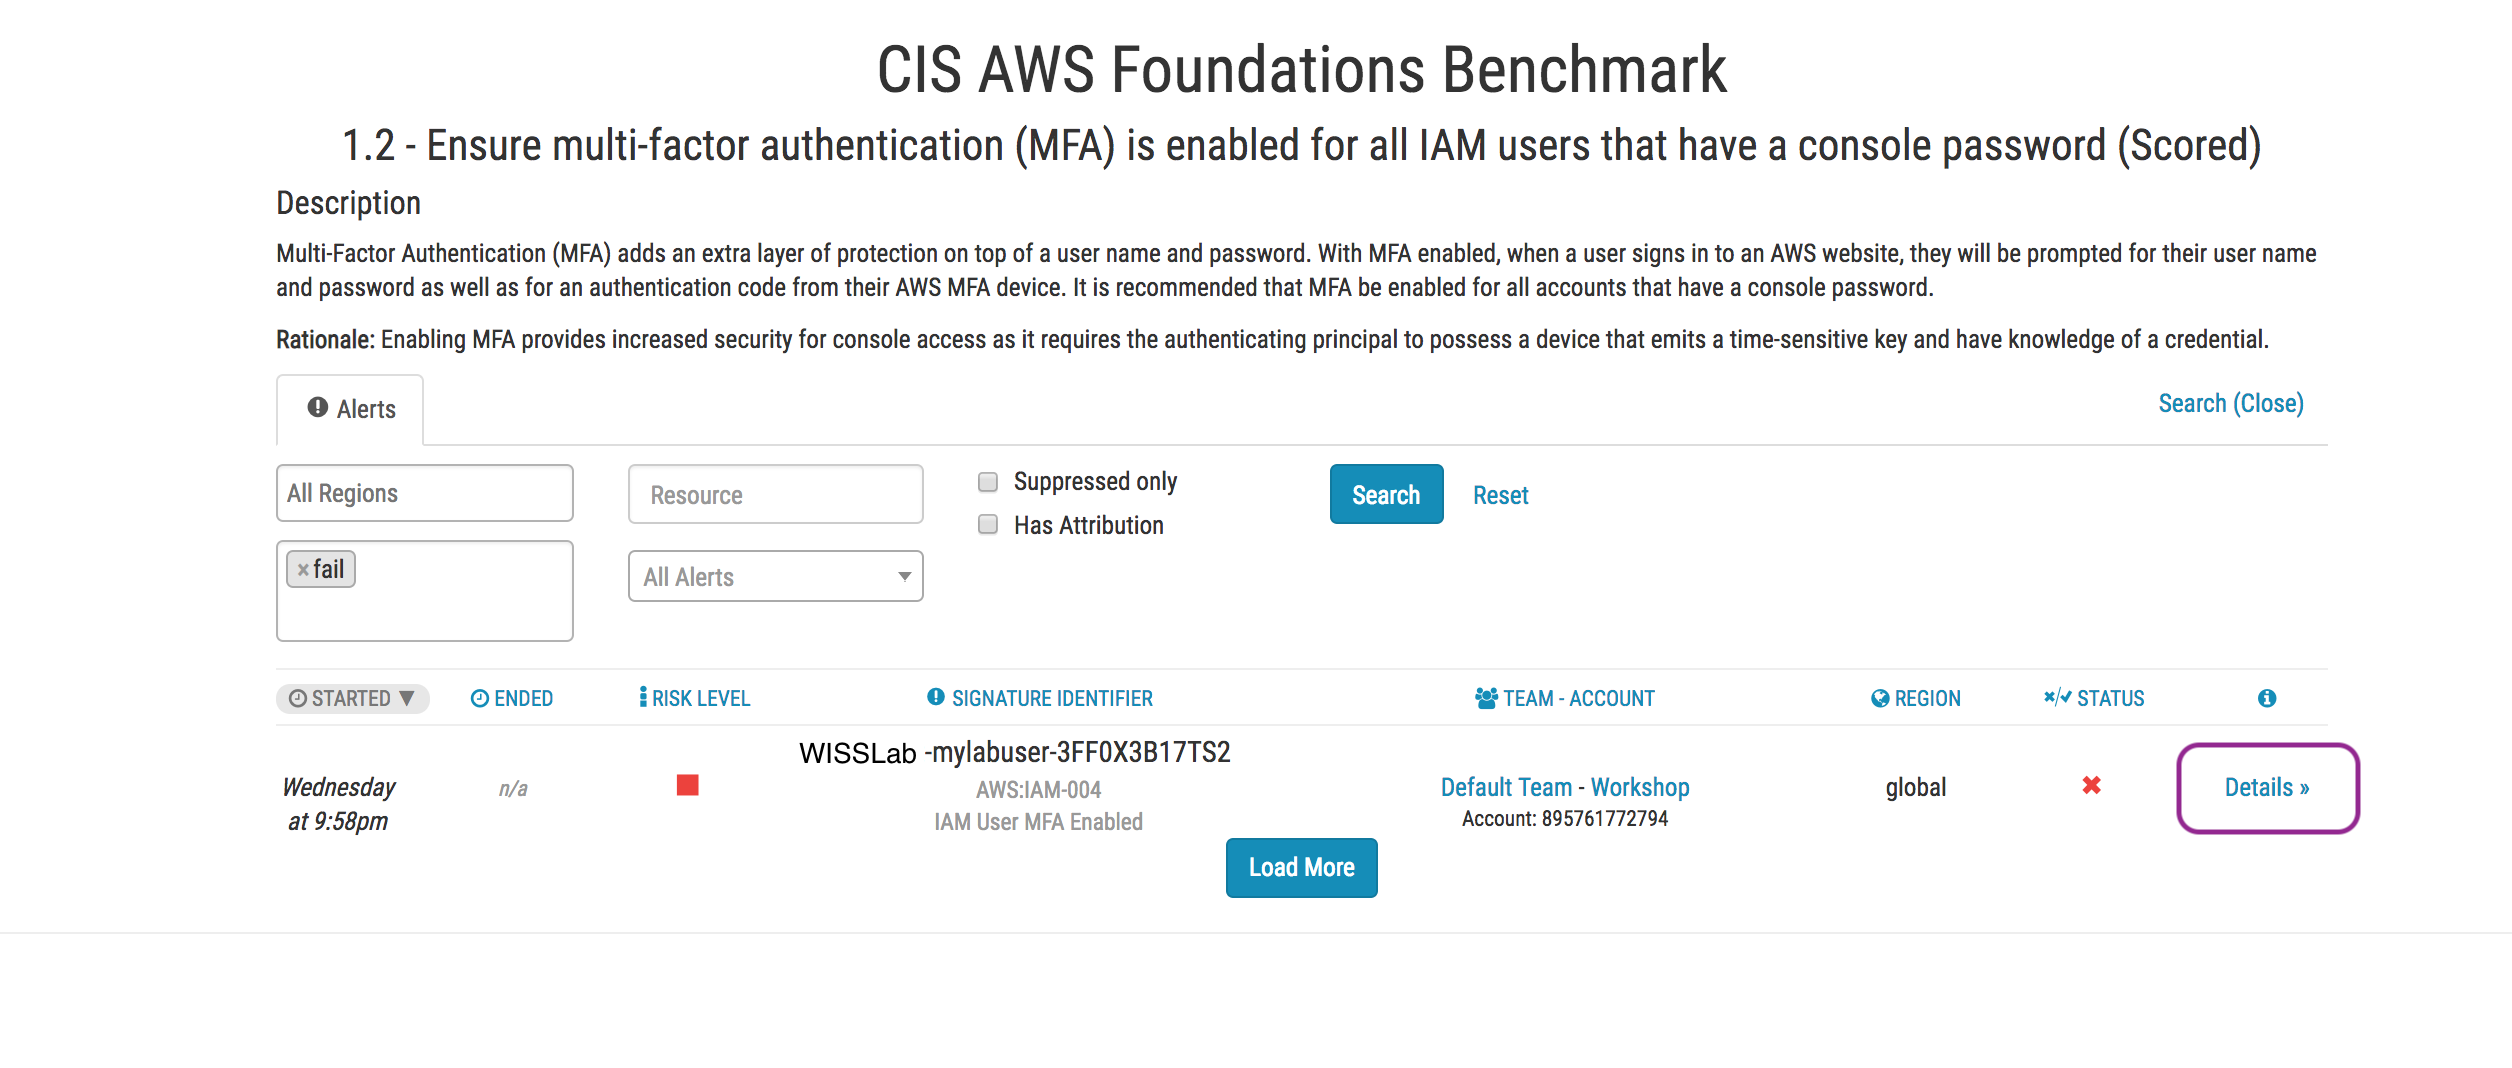 CIS AWS Foundations Benchmark
1.2 - Ensure multi-factor authentication (MFA) is enabled for all IAM users that have a console password (Scored)
Description
Multi-Factor Authentication (MFA) adds an extra layer of protection on top of a user name and password. With MFA enabled, when a user signs in to an AWS website, they will be prompted for their user name
and password as well as for an authentication code from their AWS MFA device. It is recommended that MFA be enabled for all accounts that have a console password.
Rationale: Enabling MFA provides increased security for console access as it requires the authenticating principal to possess a device that emits a time-sensitive key and have knowledge of a credential.
Alerts
Search (Close)
All Regions
Resource
Suppressed only
Search
Reset
Has Attribution
× fail
All Alerts
STARTED ▼ ENDED RISK LEVEL SIGNATURE IDENTIFIER TEAM - ACCOUNT REGION STATUS
WISSLab -mylabuser-3FF0X3B17TS2
Wednesday n/a AWS:IAM-004 Default Team - Workshop global Details »
at 9:58pm IAM User MFA Enabled Account: 895761772794
Load More